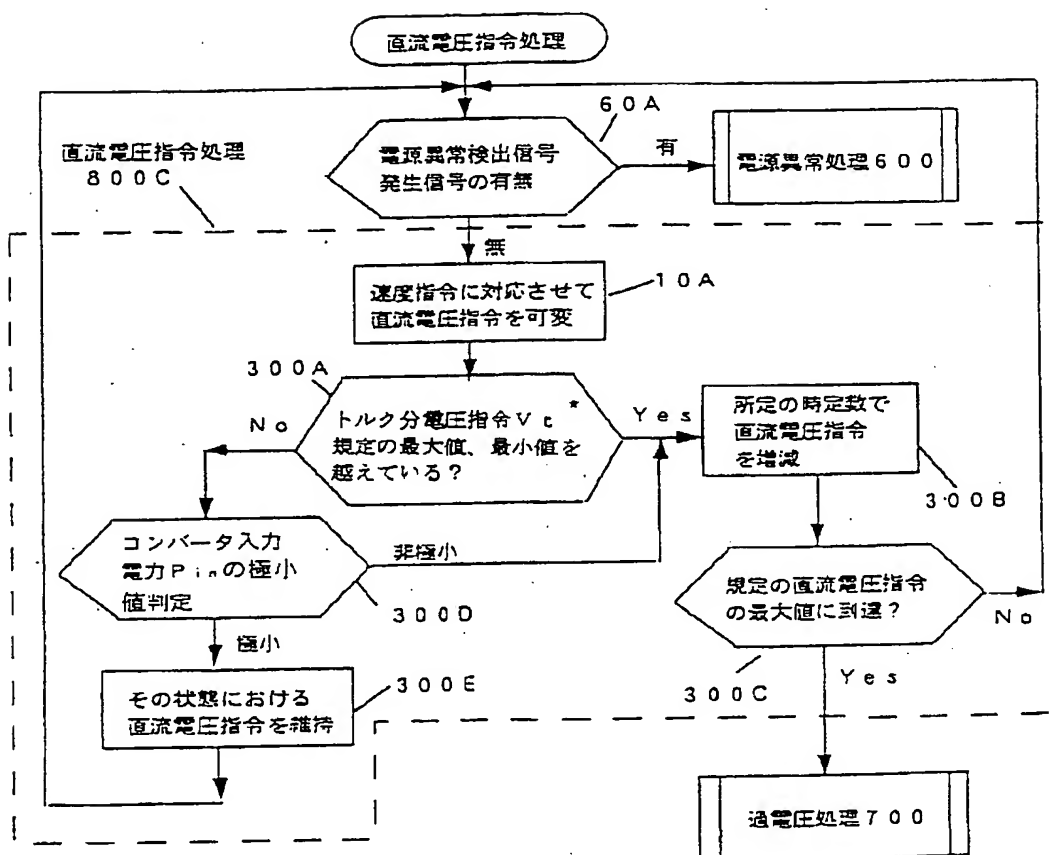 直流電圧指令処理
60A
直流電圧指令処理
800C
電源異常検出信号
発生信号の有無
有
電源異常処理600
無
10A
速度指令に対応させて
直流電圧指令を可変
300A
トルク分電圧指令Vt*
規定の最大値、最小値を
越えている?
No
Yes
所定の時定数で
直流電圧指令
を増減
300B
コンバータ入力
電力Pinの極小
値判定
非極小
300D
規定の直流電圧指令
の最大値に到達?
No
極小
300C
Yes
その状態における
直流電圧指令を維持
300E
過電圧処理700